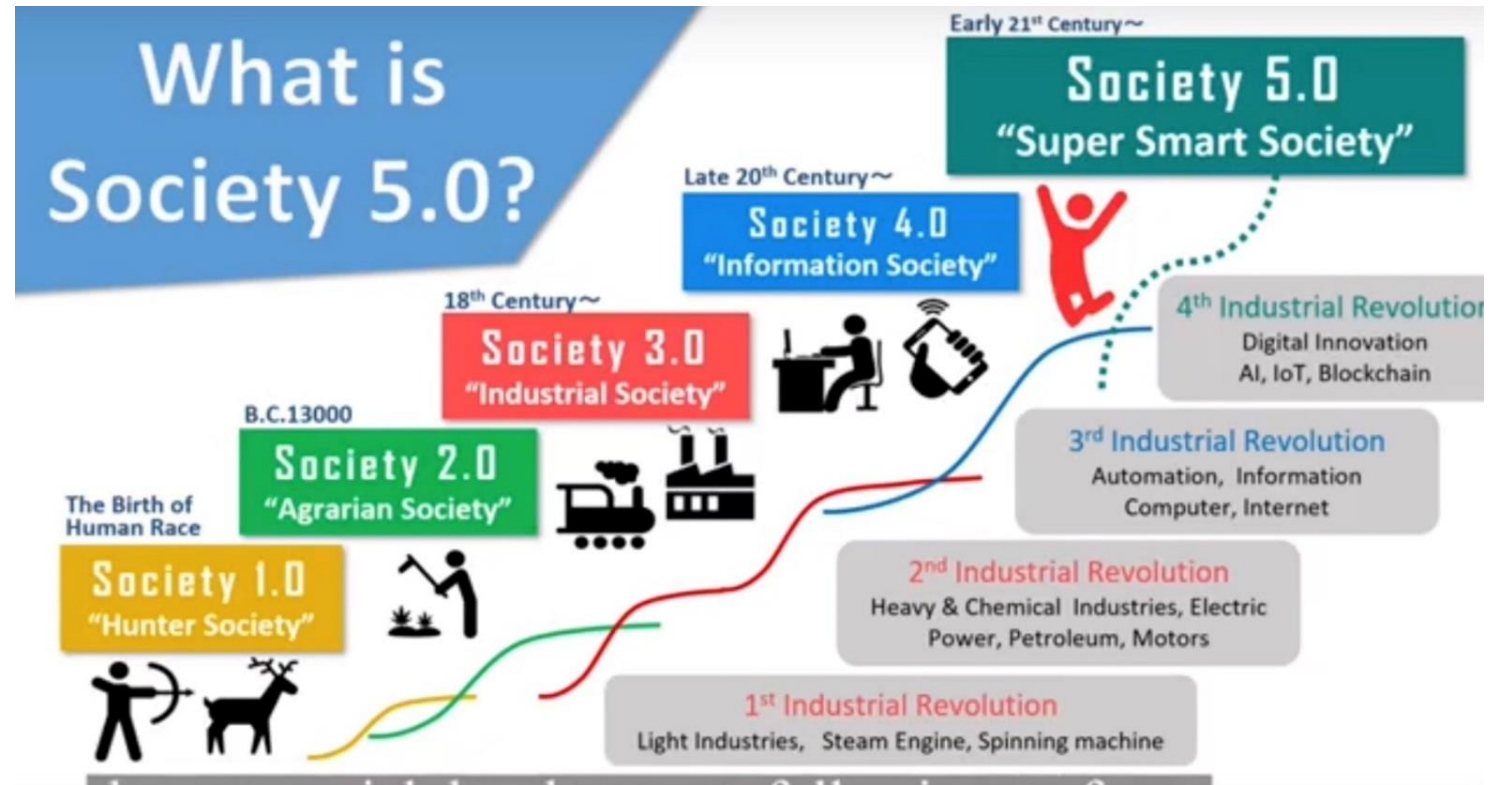 What is
Society 5.0?
Early 21st Century～
Society 5.0
“Super Smart Society”
Late 20th Century～
Society 4.0
“Information Society”
18th Century～
Society 3.0
“Industrial Society”
B.C.13000
Society 2.0
“Agrarian Society”
The Birth of
Human Race
Society 1.0
“Hunter Society”
4th Industrial Revolution
Digital Innovation
AI, IoT, Blockchain
3rd Industrial Revolution
Automation, Information
Computer, Internet
2nd Industrial Revolution
Heavy & Chemical Industries, Electric
Power, Petroleum, Motors
1st Industrial Revolution
Light Industries, Steam Engine, Spinning machine